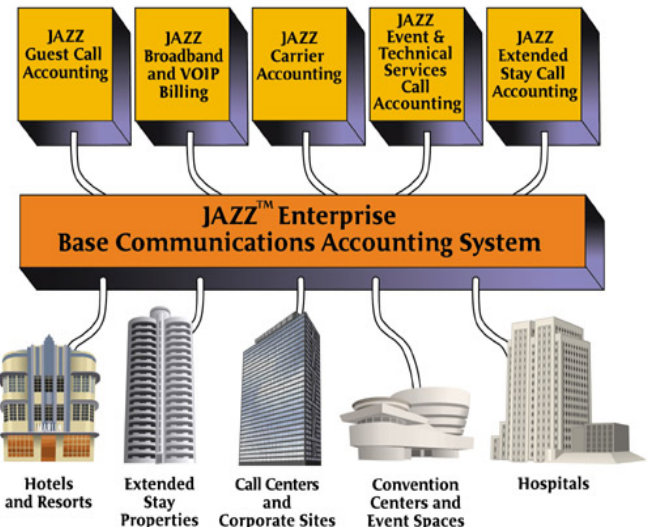 JAZZ
Guest Call
Accounting
JAZZ
Broadband
and VOIP
Billing
JAZZ
Carrier
Accounting
JAZZ
Event &
Technical
Services
Call
Accounting
JAZZ
Extended
Stay Call
Accounting
JAZZ™ Enterprise
Base Communications Accounting System
Hotels
and Resorts
Extended
Stay
Properties
Call Centers
and
Corporate Sites
Convention
Centers and
Event Spaces
Hospitals